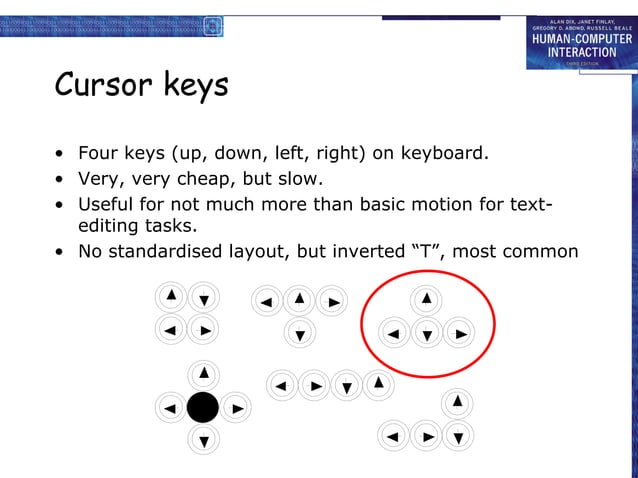 ALAN DIX, JANET FINLAY,
GREGORY D. ABOWD, RUSSELL BEALE
HUMAN-COMPUTER
INTERACTION
THIRD EDITION
Cursor keys
• Four keys (up, down, left, right) on keyboard.
• Very, very cheap, but slow.
• Useful for not much more than basic motion for text-
editing tasks.
• No standardised layout, but inverted “T”, most common